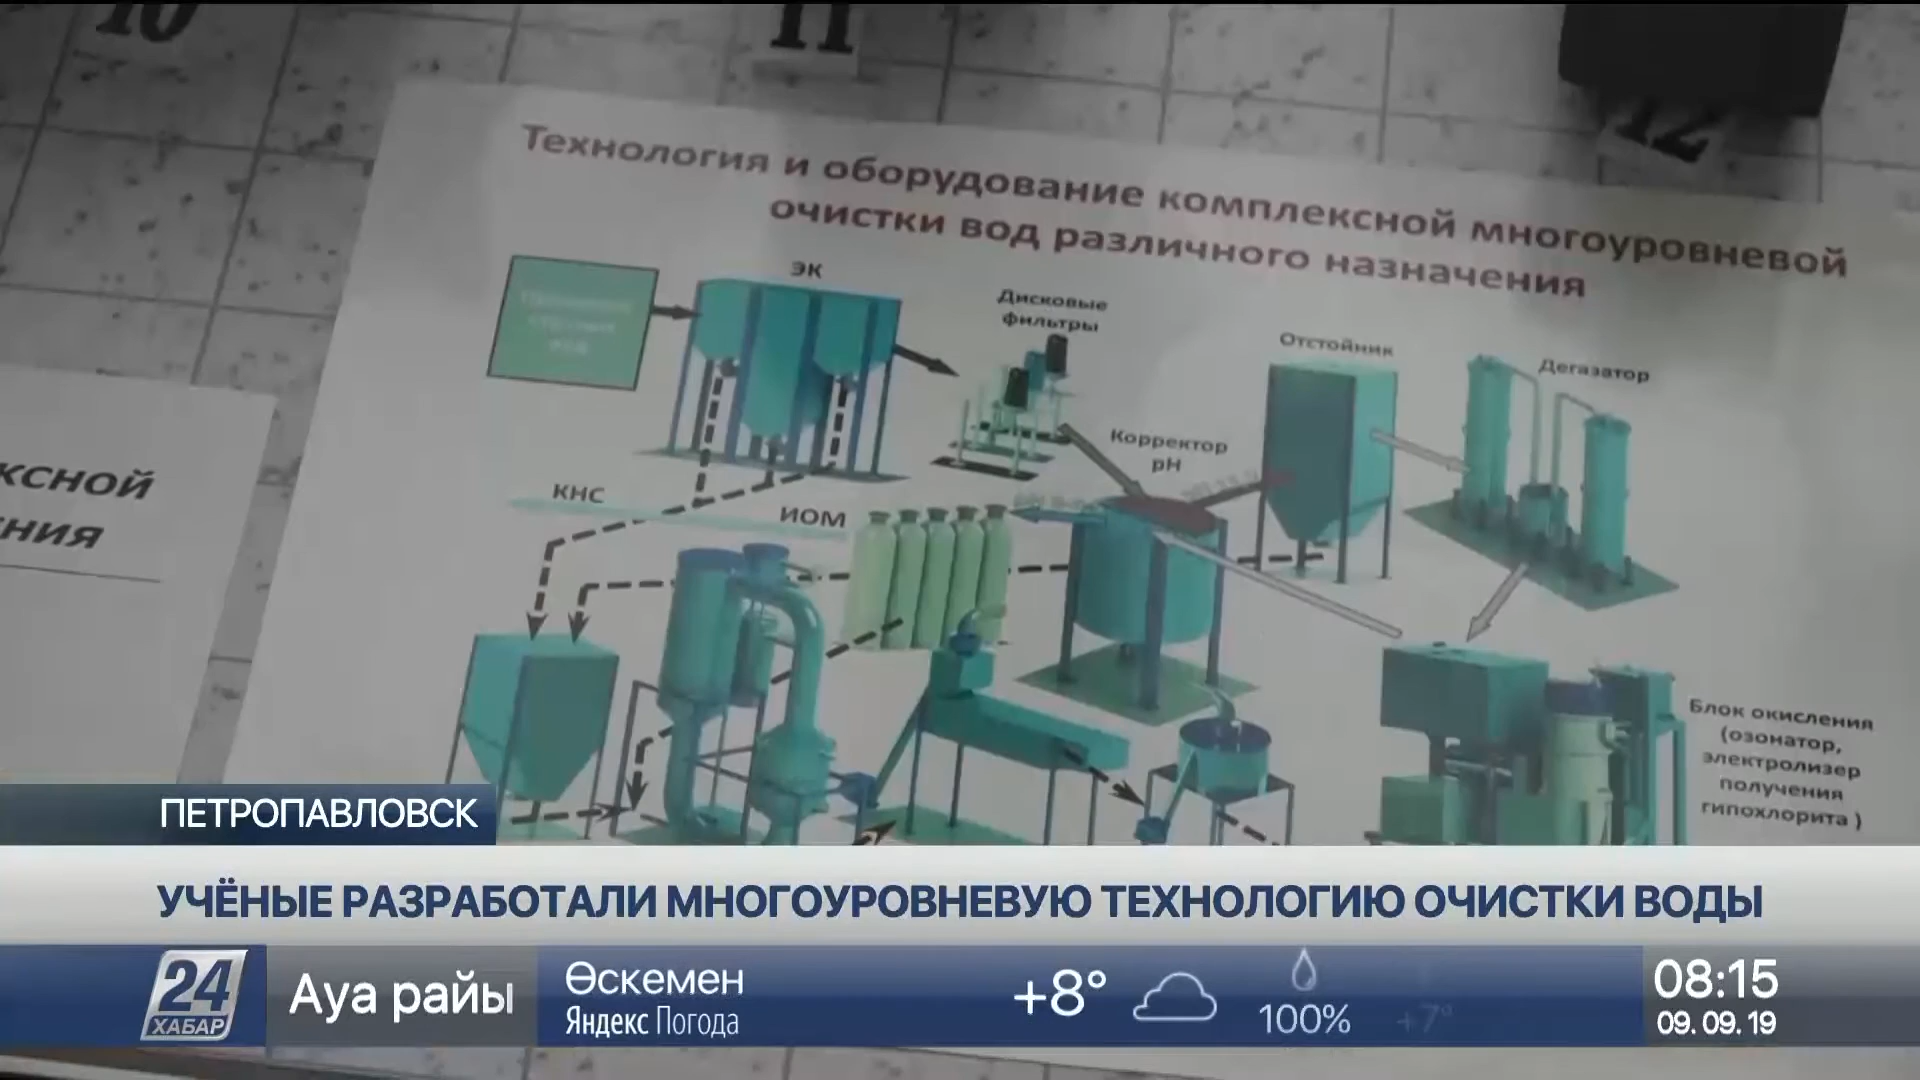 10
11
12
Технология и оборудование комплексной многоуровневой
очистки вод различного назначения
ЭК
Дисковые
фильтры
Отстойник
Дегазатор
Корректор
pH
КНС
ИОМ
ксной
ния
Блок окисления
(озонатор,
электролизер
получения
гипохлорита )
ПЕТРОПАВЛОВСК
УЧЁНЫЕ РАЗРАБОТАЛИ МНОГОУРОВНЕВУЮ ТЕХНОЛОГИЮ ОЧИСТКИ ВОДЫ
24
ХАБАР
Ауа райы
Өскемен
Яндекс Погода
+8°
100%
+7°
08:15
09. 09. 19